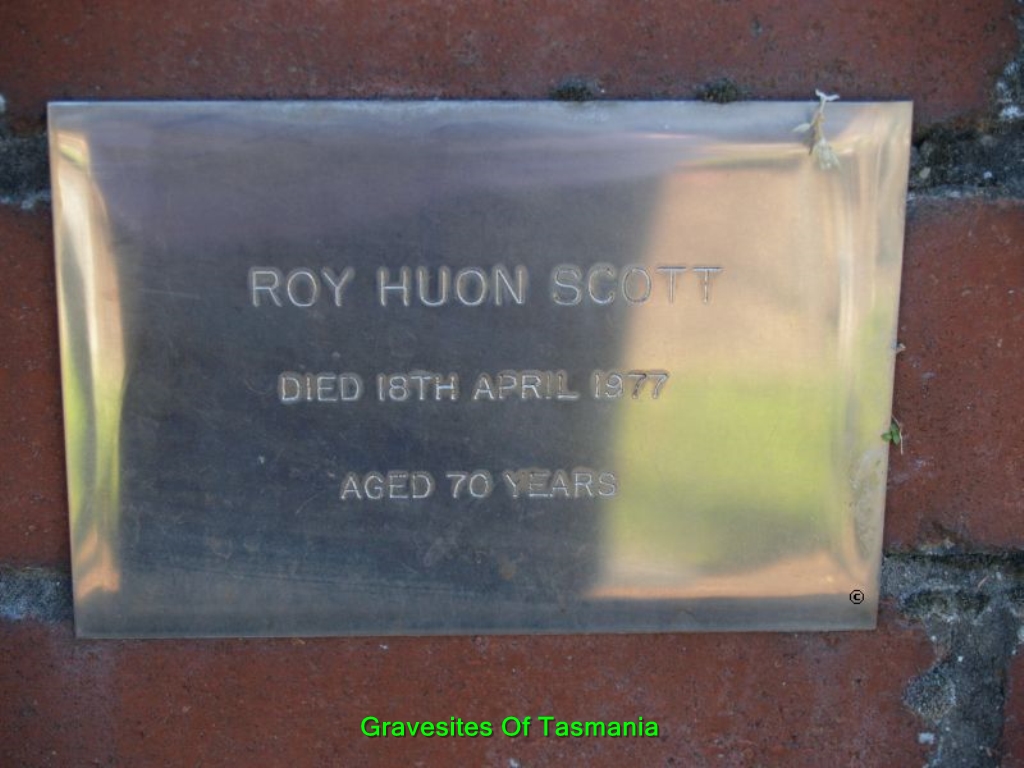 ROY HUON SCOTT
DIED 18TH APRIL 1977
AGED 70 YEARS
©
Gravesites Of Tasmania